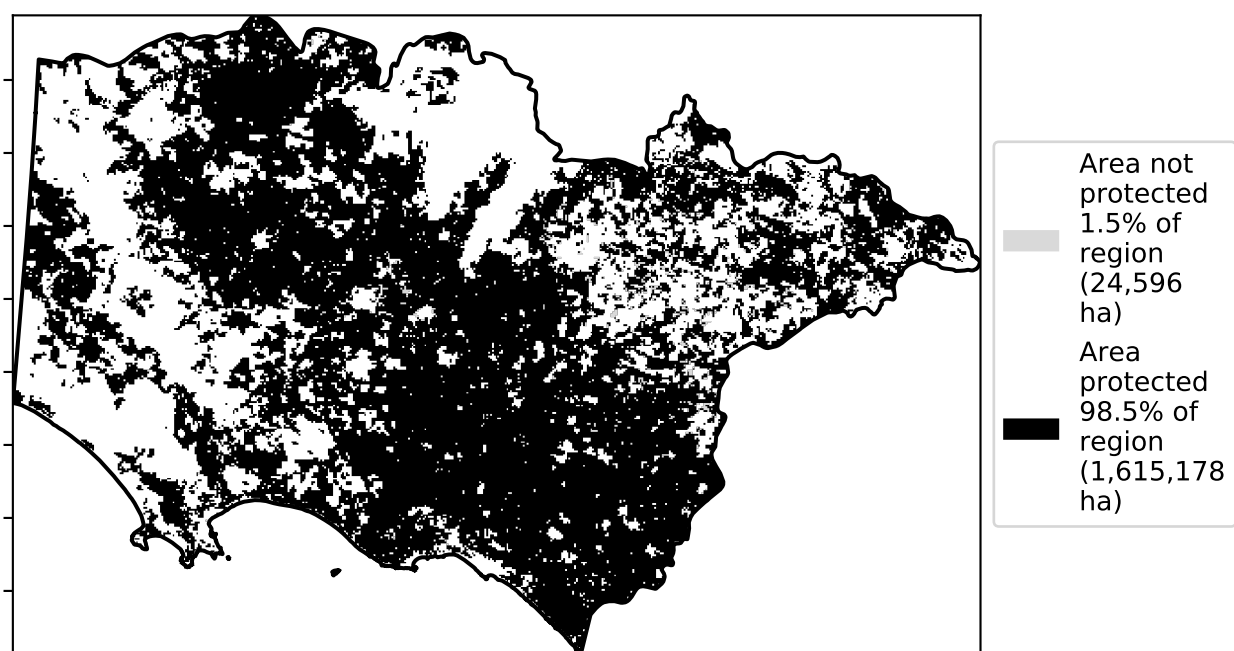 Area not
protected
1.5% of
region
(24,596
ha)
Area
protected
98.5% of
region
(1,615,178
ha)